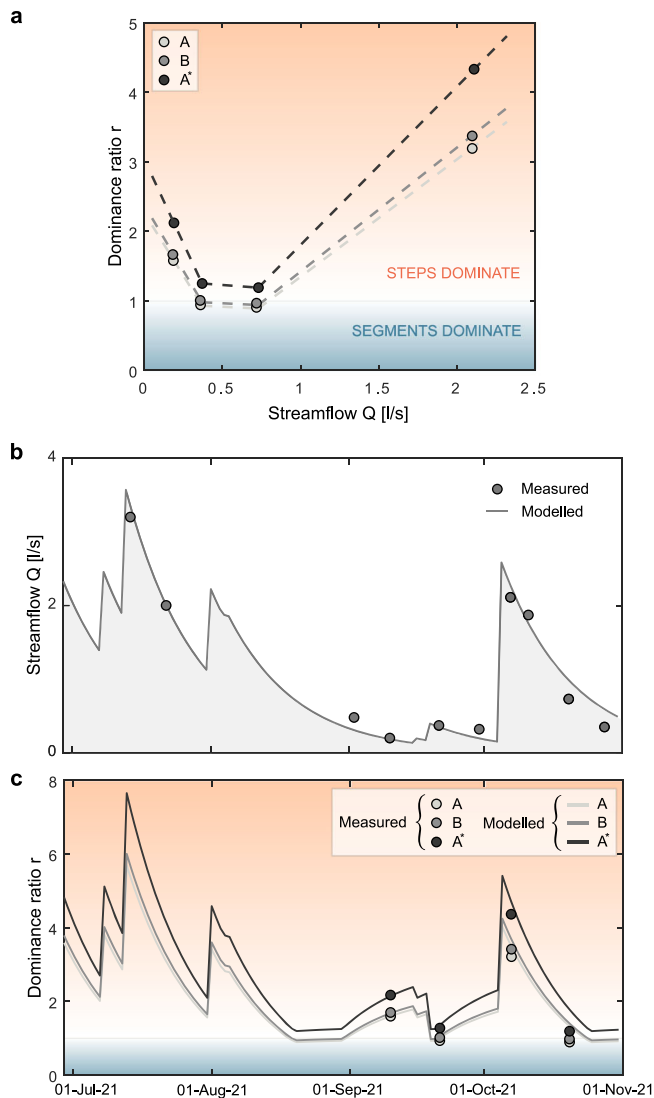 a
5
4
3
2
1
0
Dominance ratio r
A
B
A*
STEPS DOMINATE
SEGMENTS DOMINATE
0 0.5 1 1.5 2 2.5
Streamflow Q [l/s]
b
4
2
0
Streamflow Q [l/s]
Measured
Modelled
c
8
6
4
2
0
Dominance ratio r
Measured { A Modelled { A
B B
A* A*
01-Jul-21 01-Aug-21 01-Sep-21 01-Oct-21 01-Nov-21